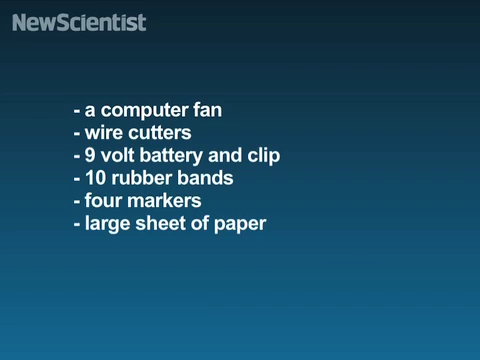 NewScientist
- a computer fan
- wire cutters
- 9 volt battery and clip
- 10 rubber bands
- four markers
- large sheet of paper